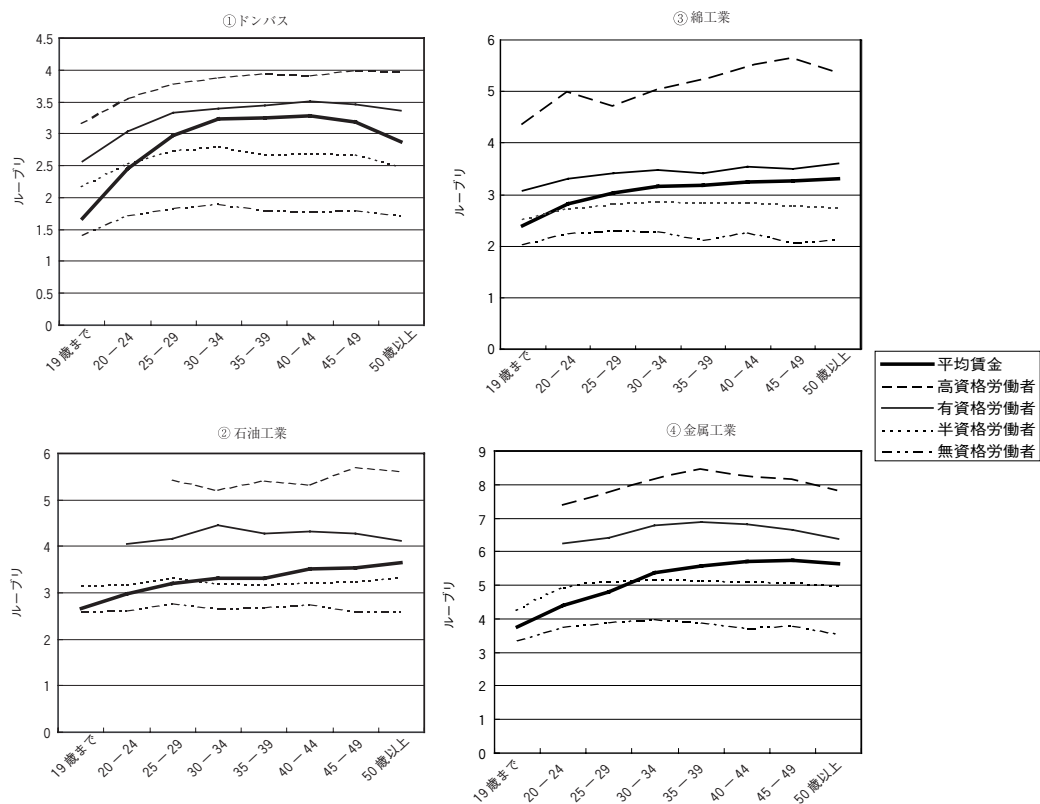 ①ドンバス
4.5
4
3.5
3
2.5
2
1.5
1
0.5
0
ルーブリ
19歳まで
20－24
25－29
30－34
35－39
40－44
45－49
50歳以上
③綿工業
6
5
4
3
2
1
0
ルーブリ
19歳まで
20－24
25－29
30－34
35－39
40－44
45－49
50歳以上
平均賃金
高資格労働者
有資格労働者
半資格労働者
無資格労働者
②石油工業
6
5
4
3
2
1
0
ルーブリ
19歳まで
20－24
25－29
30－34
35－39
40－44
45－49
50歳以上
④金属工業
9
8
7
6
5
4
3
2
1
0
ルーブリ
19歳まで
20－24
25－29
30－34
35－39
40－44
45－49
50歳以上